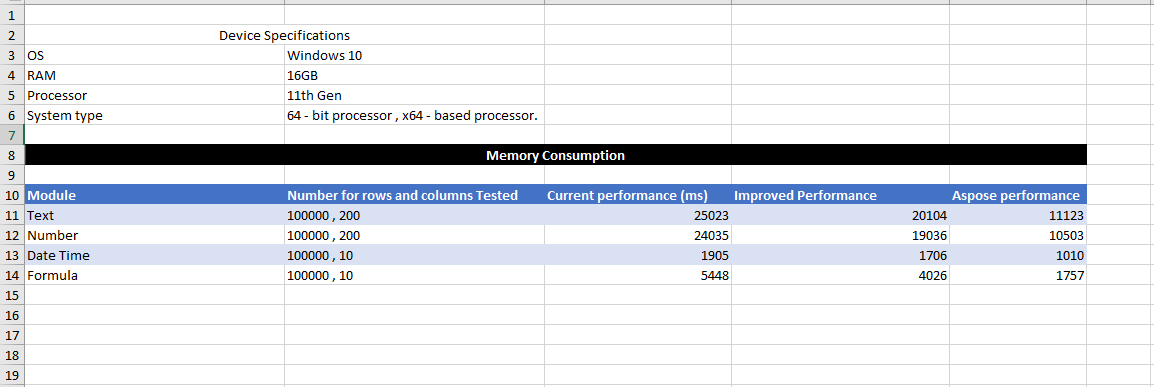 1
2 Device Specifications
3 OS Windows 10
4 RAM 16GB
5 Processor 11th Gen
6 System type 64 - bit processor , x64 - based processor.
7
8 Memory Consumption
9
10 Module Number for rows and columns Tested Current performance (ms) Improved Performance Aspose performance
11 Text 100000 , 200 25023 20104 11123
12 Number 100000 , 200 24035 19036 10503
13 Date Time 100000 , 10 1905 1706 1010
14 Formula 100000 , 10 5448 4026 1757
15
16
17
18
19